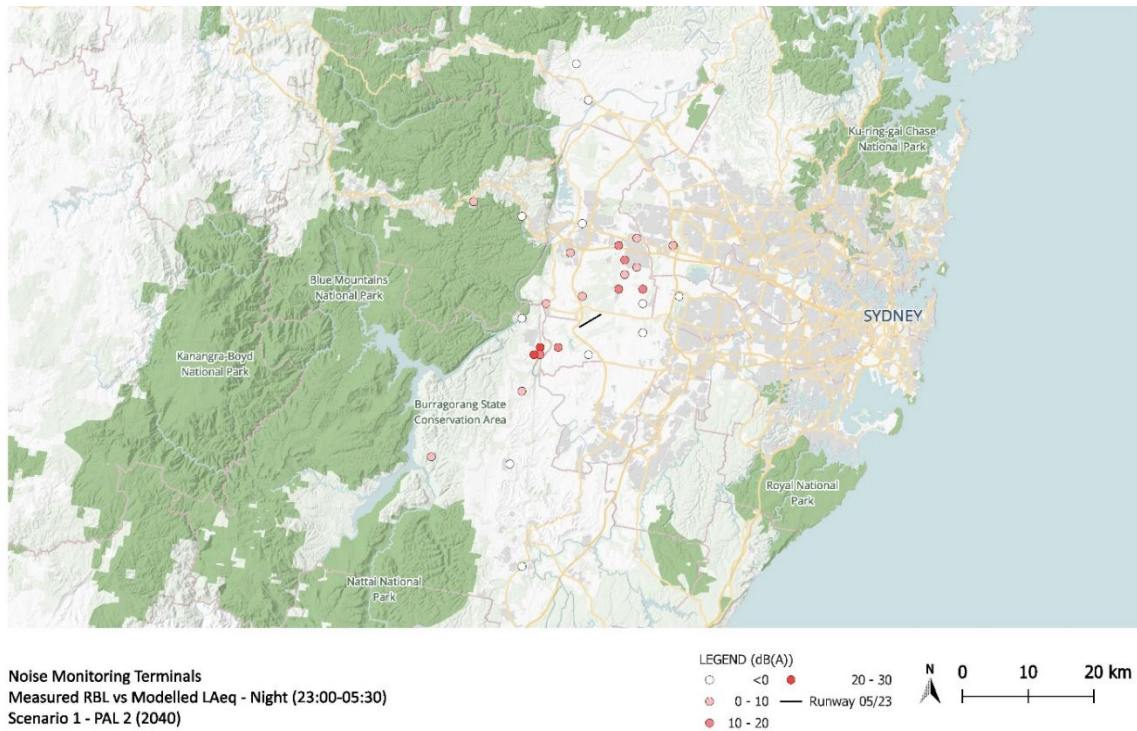 Ku-ring-gai Chase
National Park
Blue Mountains
National Park
SYDNEY
Kanangra-Boyd
National Park
Burragorang State
Conservation Area
Royal National
Park
Nattai National
Park
Noise Monitoring Terminals
Measured RBL vs Modelled LAeq - Night (23:00-05:30)
Scenario 1 - PAL 2 (2040)
LEGEND (dB(A))
<0
20 - 30
0 - 10
Runway 05/23
10 - 20
N
0 10 20 km